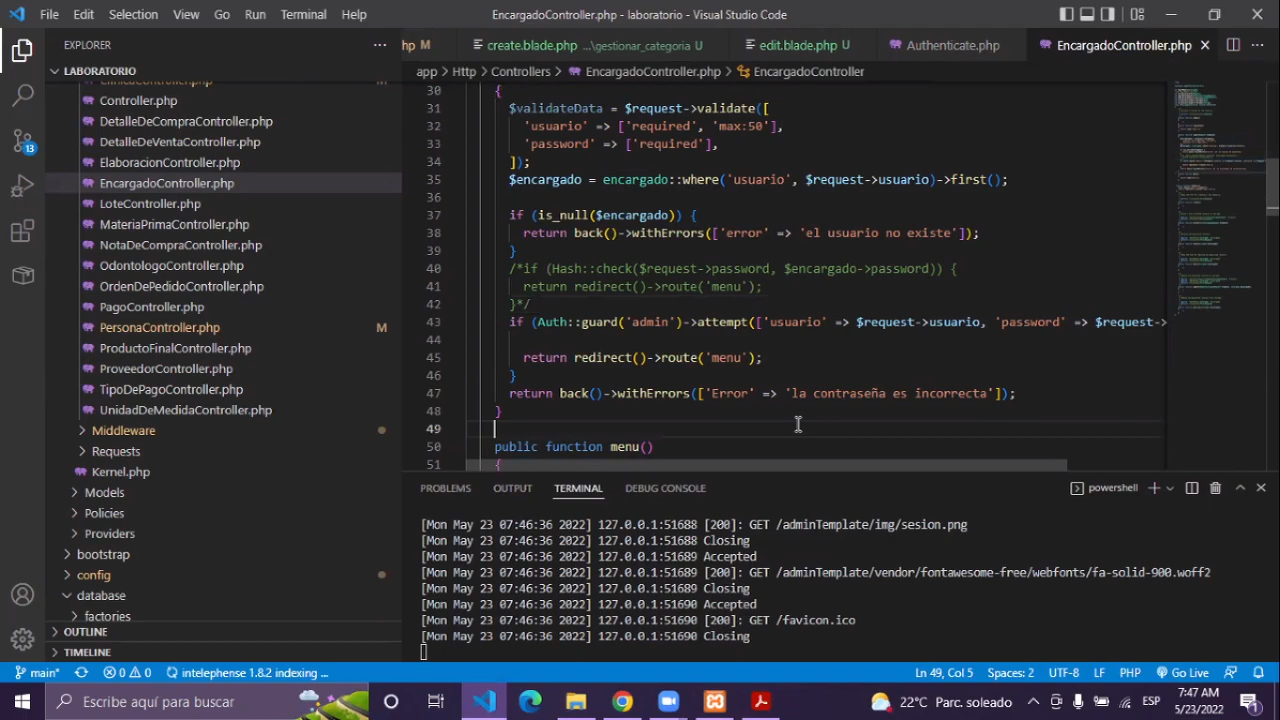 File Edit Selection View Go Run Terminal Help
EncargadoController.php - laboratorio - Visual Studio Code
EXPLORER
LABORATORIO
Controller.php
DetalleDeCompraController.php
DetalleDeVentaController.php
ElaboracionController.php
EncargadoController.php
LoteController.php
MateriaPrimaController.php
NotaDeCompraController.php
OdontologoController.php
OrdenDePedidoController.php
PagoController.php
PersonaController.php M
ProductoFinalController.php
ProveedorController.php
TipoDePagoController.php
UnidadDeMedidaController.php
Middleware
Requests
Kernel.php
Models
Policies
Providers
bootstrap
config
database
factories
OUTLINE
TIMELINE
hp M
create.blade.php ...\gestionar_categoria U
edit.blade.php U
Authenticate.php
EncargadoController.php
app > Http > Controllers > EncargadoController.php > EncargadoController
30 {
31 $validateData = $request->validate([
32 'usuario' => ['required', 'max:50'],
33 'password' => ['required'],
34 ]);
35 $encargado = encargado::where('usuario', $request->usuario)->first();
36
37 if (is_null($encargado)) {
38 return back()->withErrors(['error' => 'el usuario no existe']);
39 }
40 /* if (Hash::check($request->password, $encargado->password)) {
41 return redirect()->route('menu');
42 } */
43 if (Auth::guard('admin')->attempt(['usuario' => $request->usuario, 'password' => $request->
44
45 return redirect()->route('menu');
46 }
47 return back()->withErrors(['Error' => 'la contraseña es incorrecta']);
48 }
49
50 public function menu()
51 {
PROBLEMS OUTPUT TERMINAL DEBUG CONSOLE
powershell
[Mon May 23 07:46:36 2022] 127.0.0.1:51688 [200]: GET /adminTemplate/img/sesion.png
[Mon May 23 07:46:36 2022] 127.0.0.1:51688 Closing
[Mon May 23 07:46:36 2022] 127.0.0.1:51689 Accepted
[Mon May 23 07:46:36 2022] 127.0.0.1:51689 [200]: GET /adminTemplate/vendor/fontawesome-free/webfonts/fa-solid-900.woff2
[Mon May 23 07:46:36 2022] 127.0.0.1:51689 Closing
[Mon May 23 07:46:36 2022] 127.0.0.1:51690 Accepted
[Mon May 23 07:46:36 2022] 127.0.0.1:51690 [200]: GET /favicon.ico
[Mon May 23 07:46:36 2022] 127.0.0.1:51690 Closing
13
main* 0 0 intelephense 1.8.2 indexing ...
Ln 49, Col 5 Spaces: 2 UTF-8 LF PHP Go Live
Escribe aquí para buscar
22°C Parc. soleado
ESP
7:47 AM
5/23/2022
1